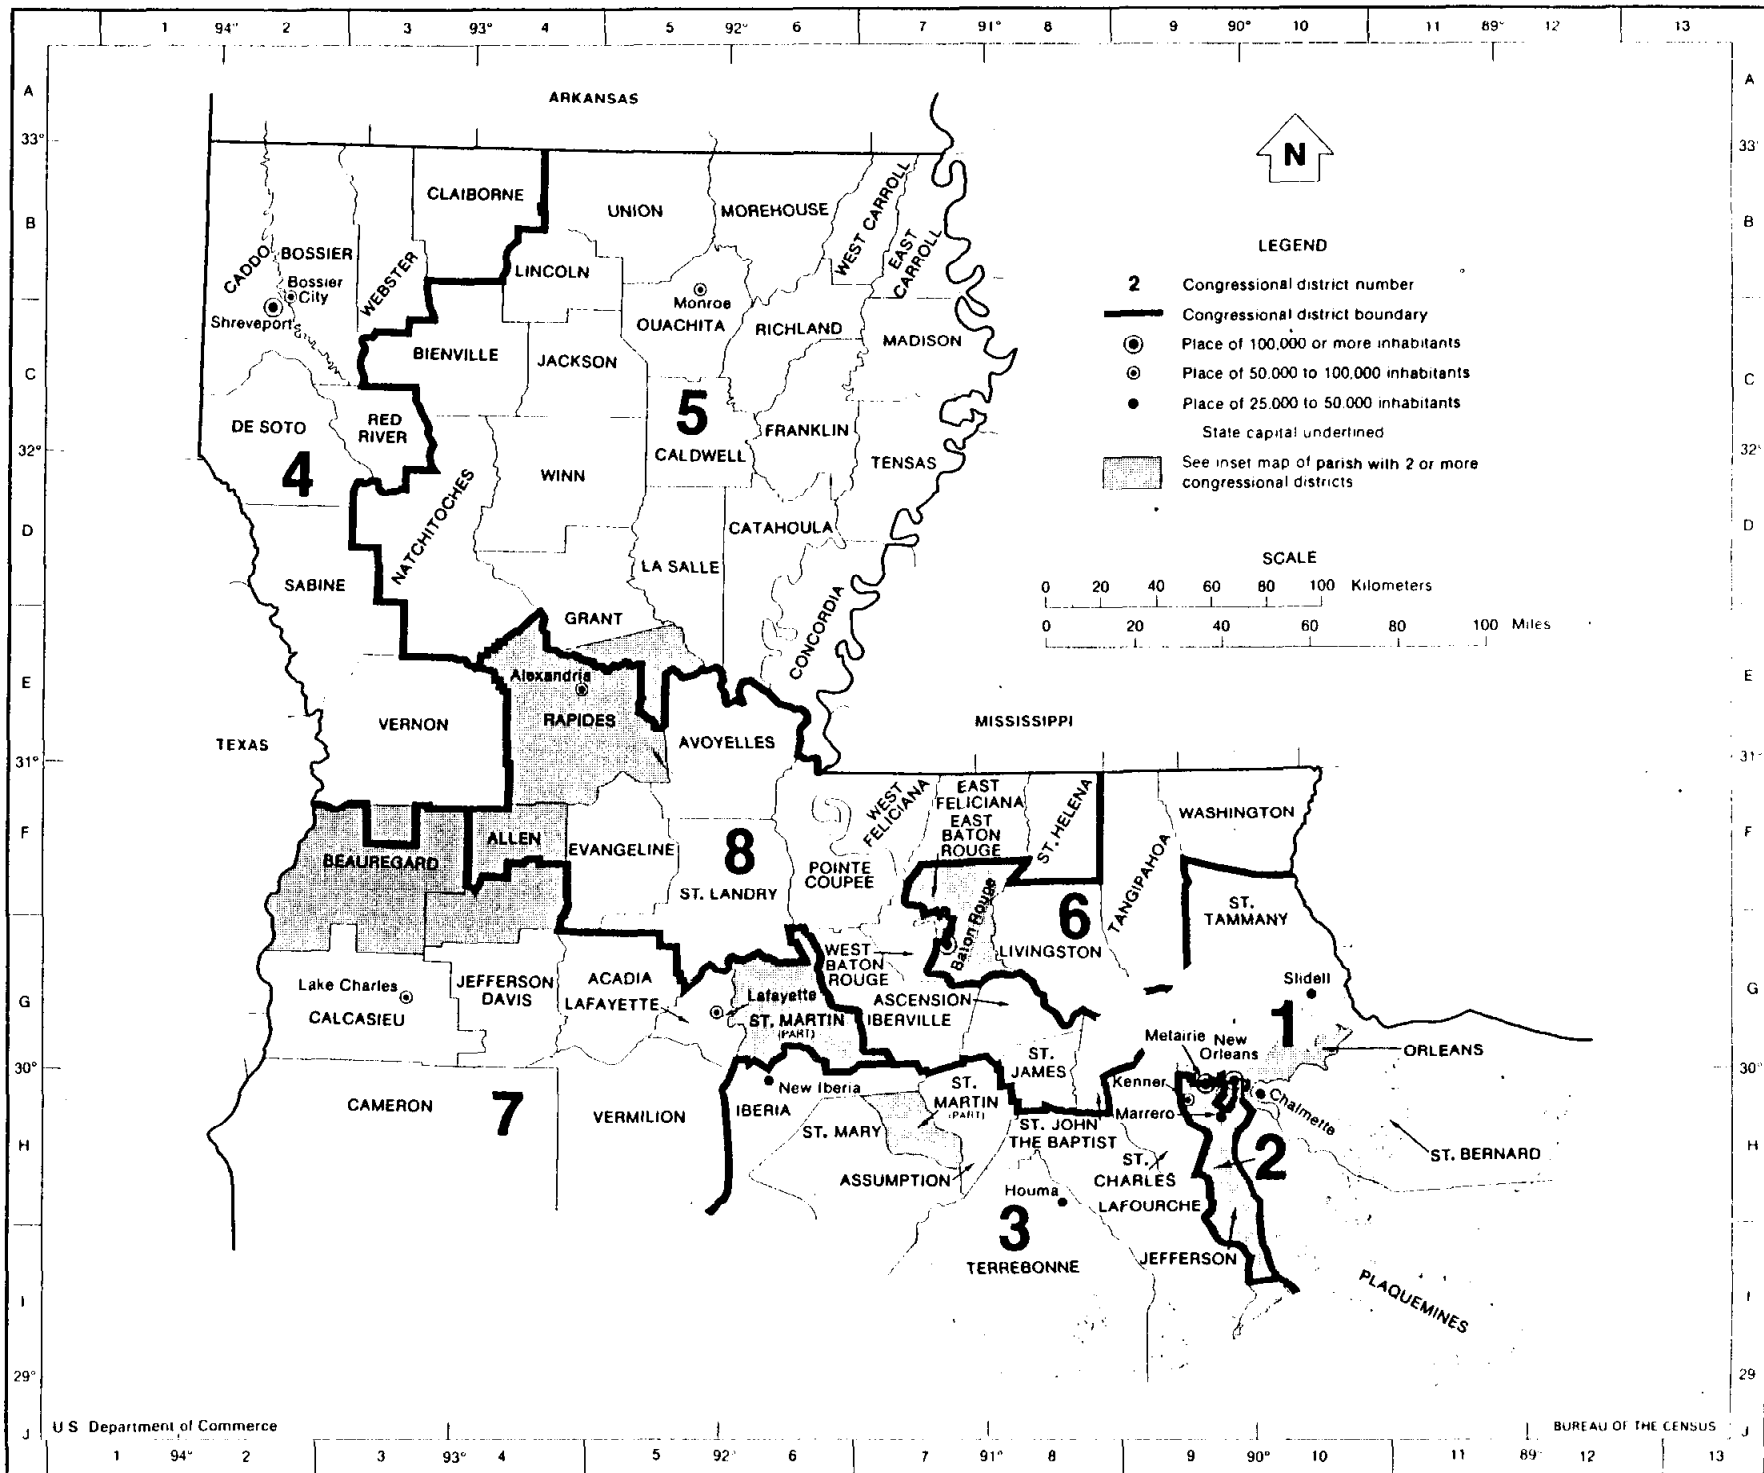 1 94° 2 3 93° 4 5 92° 6 7 91° 8 9 90° 10 11 89° 12 13
A
ARKANSAS
A
33°
N
33°
CLAIBORNE
UNION
MOREHOUSE
WEST CARROLL
EAST
CARROLL
B
B
CADDO
BOSSIER
Bossier
City
WEBSTER
LINCOLN
Shreveport
Monroe
OUACHITA
RICHLAND
MADISON
LEGEND
2 Congressional district number
Congressional district boundary
Place of 100,000 or more inhabitants
Place of 50.000 to 100,000 inhabitants
Place of 25.000 to 50.000 inhabitants
State capital underlined
See inset map of parish with 2 or more
congressional districts
C
C
BIENVILLE
JACKSON
5
DE SOTO
RED
RIVER
CALDWELL
FRANKLIN
TENSAS
32°
32°
4
WINN
NATCHITOCHES
D
D
CATAHOULA
SABINE
LA SALLE
CONCORDIA
GRANT
SCALE
0 20 40 60 80 100 Kilometers
0 20 40 60 80 100 Miles
E
E
Alexandria
RAPIDES
VERNON
AVOYELLES
TEXAS
MISSISSIPPI
31°
31°
F
F
BEAUREGARD
ALLEN
EVANGELINE
8
ST. LANDRY
POINTE
COUPEE
WEST
FELICIANA
EAST
FELICIANA
EAST
BATON
ROUGE
ST. HELENA
TANGIPAHOA
WASHINGTON
ST.
TAMMANY
Baton Rouge
6
LIVINGSTON
G
G
Lake Charles
CALCASIEU
JEFFERSON
DAVIS
ACADIA
LAFAYETTE
Lafayette
ST. MARTIN
(PART)
WEST
BATON
ROUGE
ASCENSION
IBERVILLE
Slidell
1
Metairie
New
Orleans
ORLEANS
30°
30°
ST.
JAMES
Kenner
Marrero
Chalmette
CAMERON
7
VERMILION
New Iberia
IBERIA
ST.
MARTIN
(PART)
ST. MARY
ST. JOHN
THE BAPTIST
H
H
ASSUMPTION
ST.
CHARLES
2
ST. BERNARD
Houma
3
LAFOURCHE
TERREBONNE
JEFFERSON
PLAQUEMINES
I
I
29°
29
J
U S Department of Commerce
BUREAU OF THE CENSUS
J
1 94° 2 3 93° 4 5 92° 6 7 91° 8 9 90° 10 11 89° 12 13